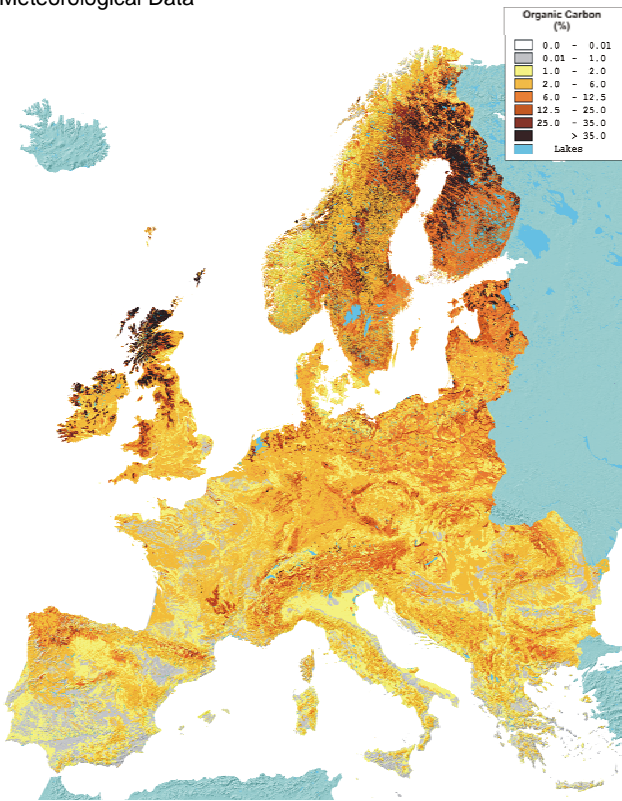 Meteorological Data
Organic Carbon
(%)
0.0 - 0.01
0.01 - 1.0
1.0 - 2.0
2.0 - 6.0
6.0 - 12.5
12.5 - 25.0
25.0 - 35.0
> 35.0
Lakes